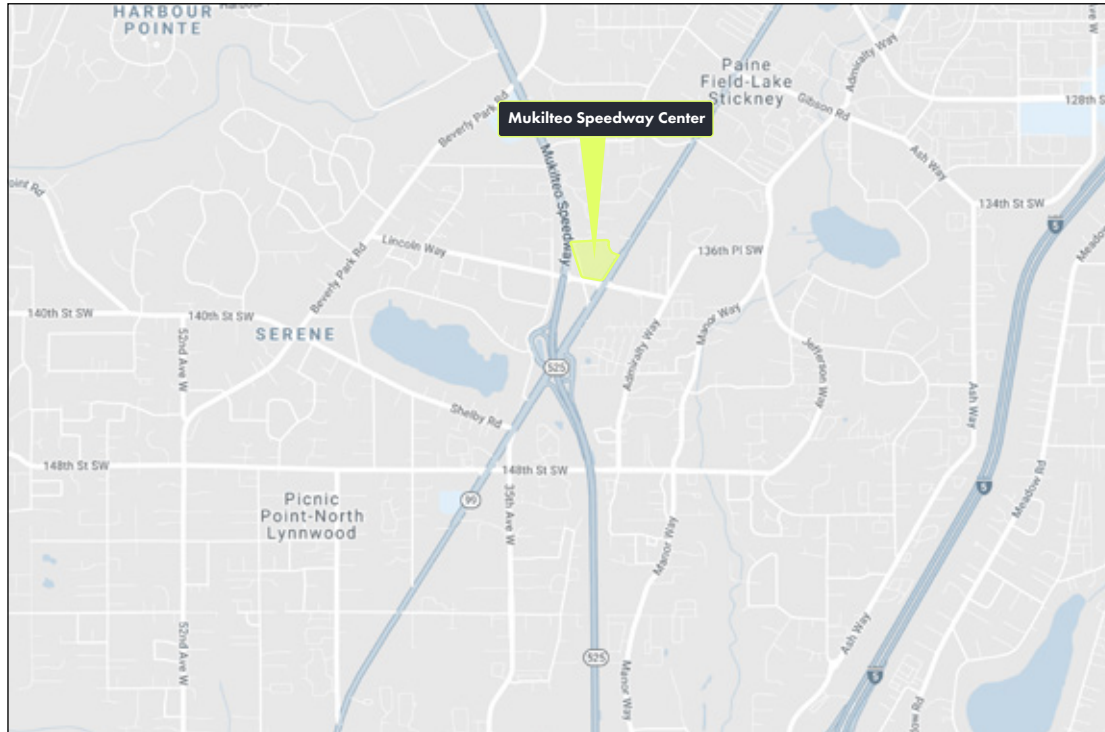 HARBOUR
POINTE
Paine
Field-Lake
Stickney
Admiralty Way
Gibson Rd
128th S
Beverly Park Rd
Mukilteo Speedway Center
Mukilteo Speedway
Ash Way
134th St SW
5
oint Rd
Lincoln Way
136th Pl SW
Beverly Park Rd
140th St SW
140th St SW
SERENE
52nd Ave W
Manor Way
Admiralty Way
Jefferson Way
525
Shelby Rd
Ash Way
148th St SW
148th St SW
5
Meadow Rd
99
35th Ave W
Picnic
Point-North
Lynnwood
Manor Way
52nd Ave W
Ash Way
525
5
Manor Way